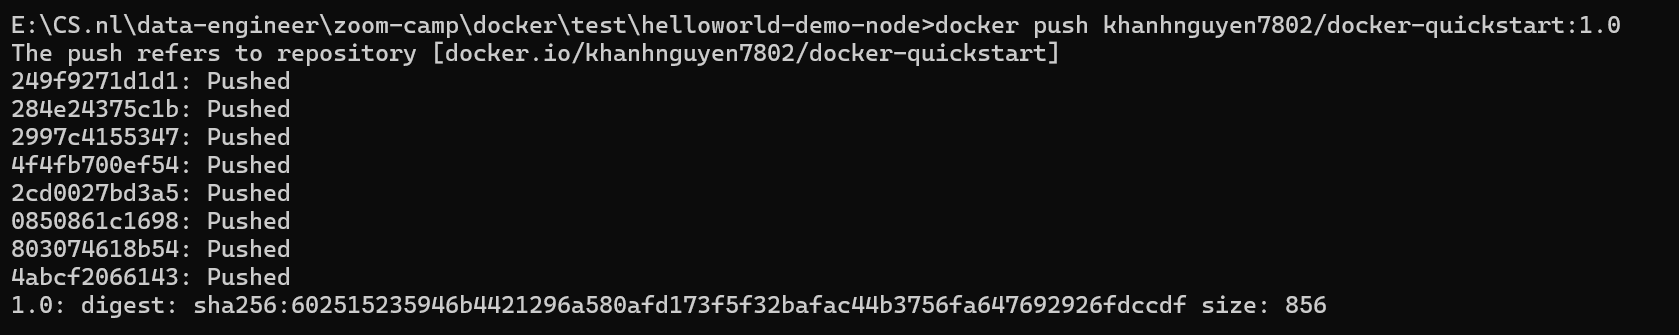 E:\CS.nl\data-engineer\zoom-camp\docker\test\helloworld-demo-node>docker push khanhnguyen7802/docker-quickstart:1.0
The push refers to repository [docker.io/khanhnguyen7802/docker-quickstart]
249f9271d1d1: Pushed
284e24375c1b: Pushed
2997c4155347: Pushed
4f4fb700ef54: Pushed
2cd0027bd3a5: Pushed
0850861c1698: Pushed
803074618b54: Pushed
4abcf2066143: Pushed
1.0: digest: sha256:602515235946b4421296a580afd173f5f32bafac44b3756fa647692926fdccdf size: 856